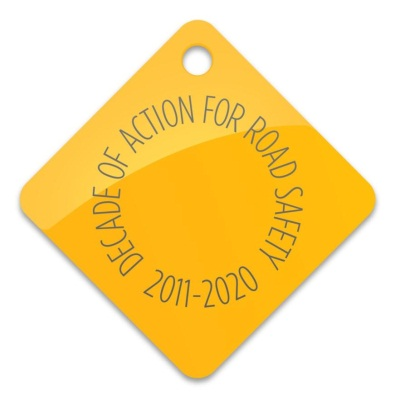 DECADE OF ACTION FOR ROAD SAFETY
2011-2020